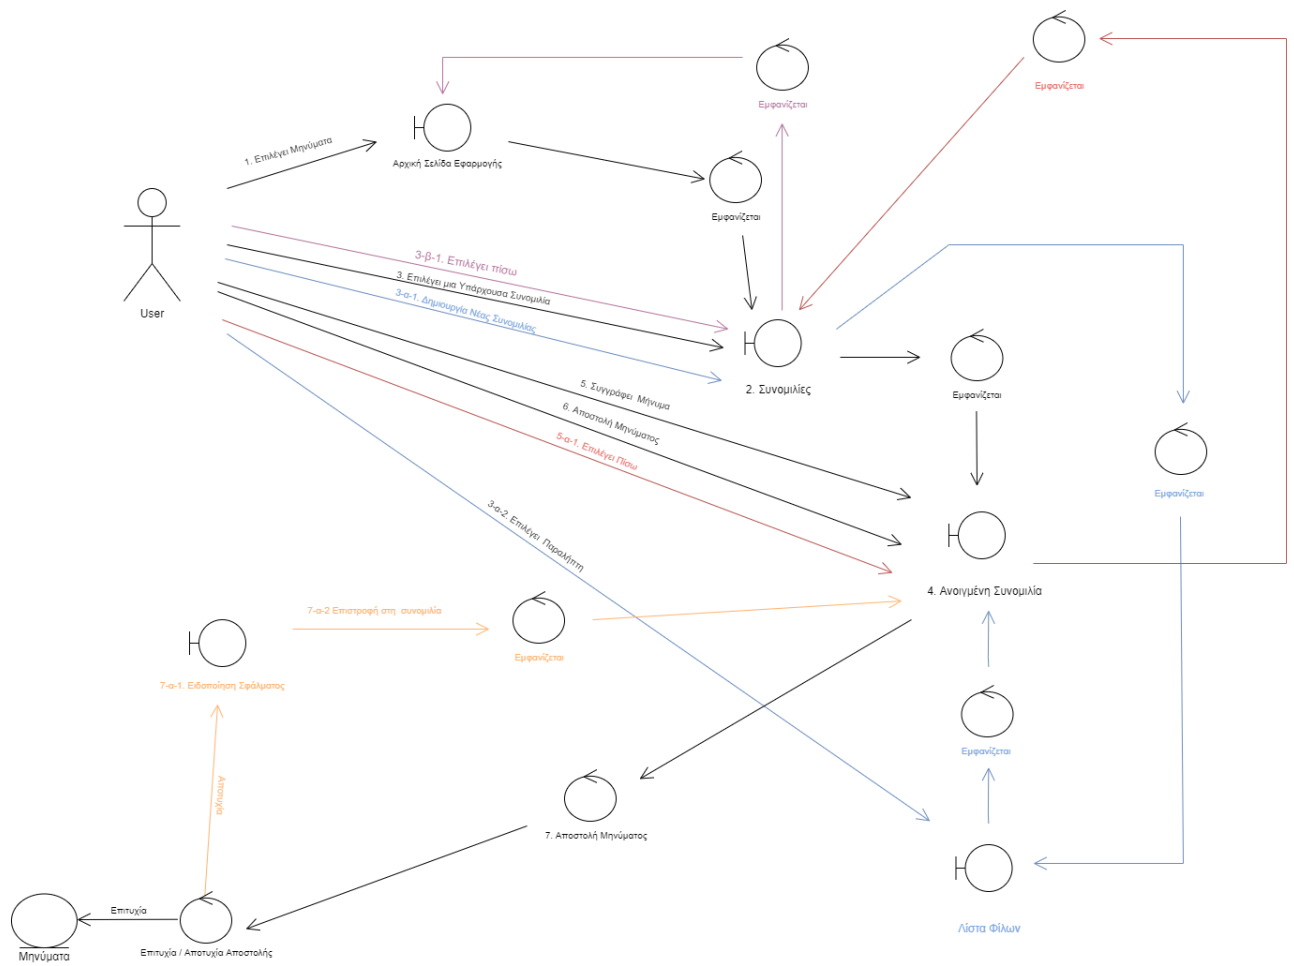 Εμφανίζεται
Εμφανίζεται
1. Επιλέγει Μηνύματα
Αρχική Σελίδα Εφαρμογής
Εμφανίζεται
User
3-β-1. Επιλέγει πίσω
3. Επιλέγει μια Υπάρχουσα Συνομιλία
3-α-1. Δημιουργία Νέας Συνομιλίας
2. Συνομιλίες
Εμφανίζεται
5. Συγγράφει Μήνυμα
6. Αποστολή Μηνύματος
5-α-1. Επιλέγει Πίσω
Εμφανίζεται
3-α-2. Επιλέγει Παραλήπτη
4. Ανοιγμένη Συνομιλία
7-α-2 Επιστροφή στη συνομιλία
Εμφανίζεται
7-α-1. Ειδοποίηση Σφάλματος
Εμφανίζεται
Αποτυχία
7. Αποστολή Μηνύματος
Επιτυχία
Λίστα Φίλων
Επιτυχία / Αποτυχία Αποστολής
Μηνύματα